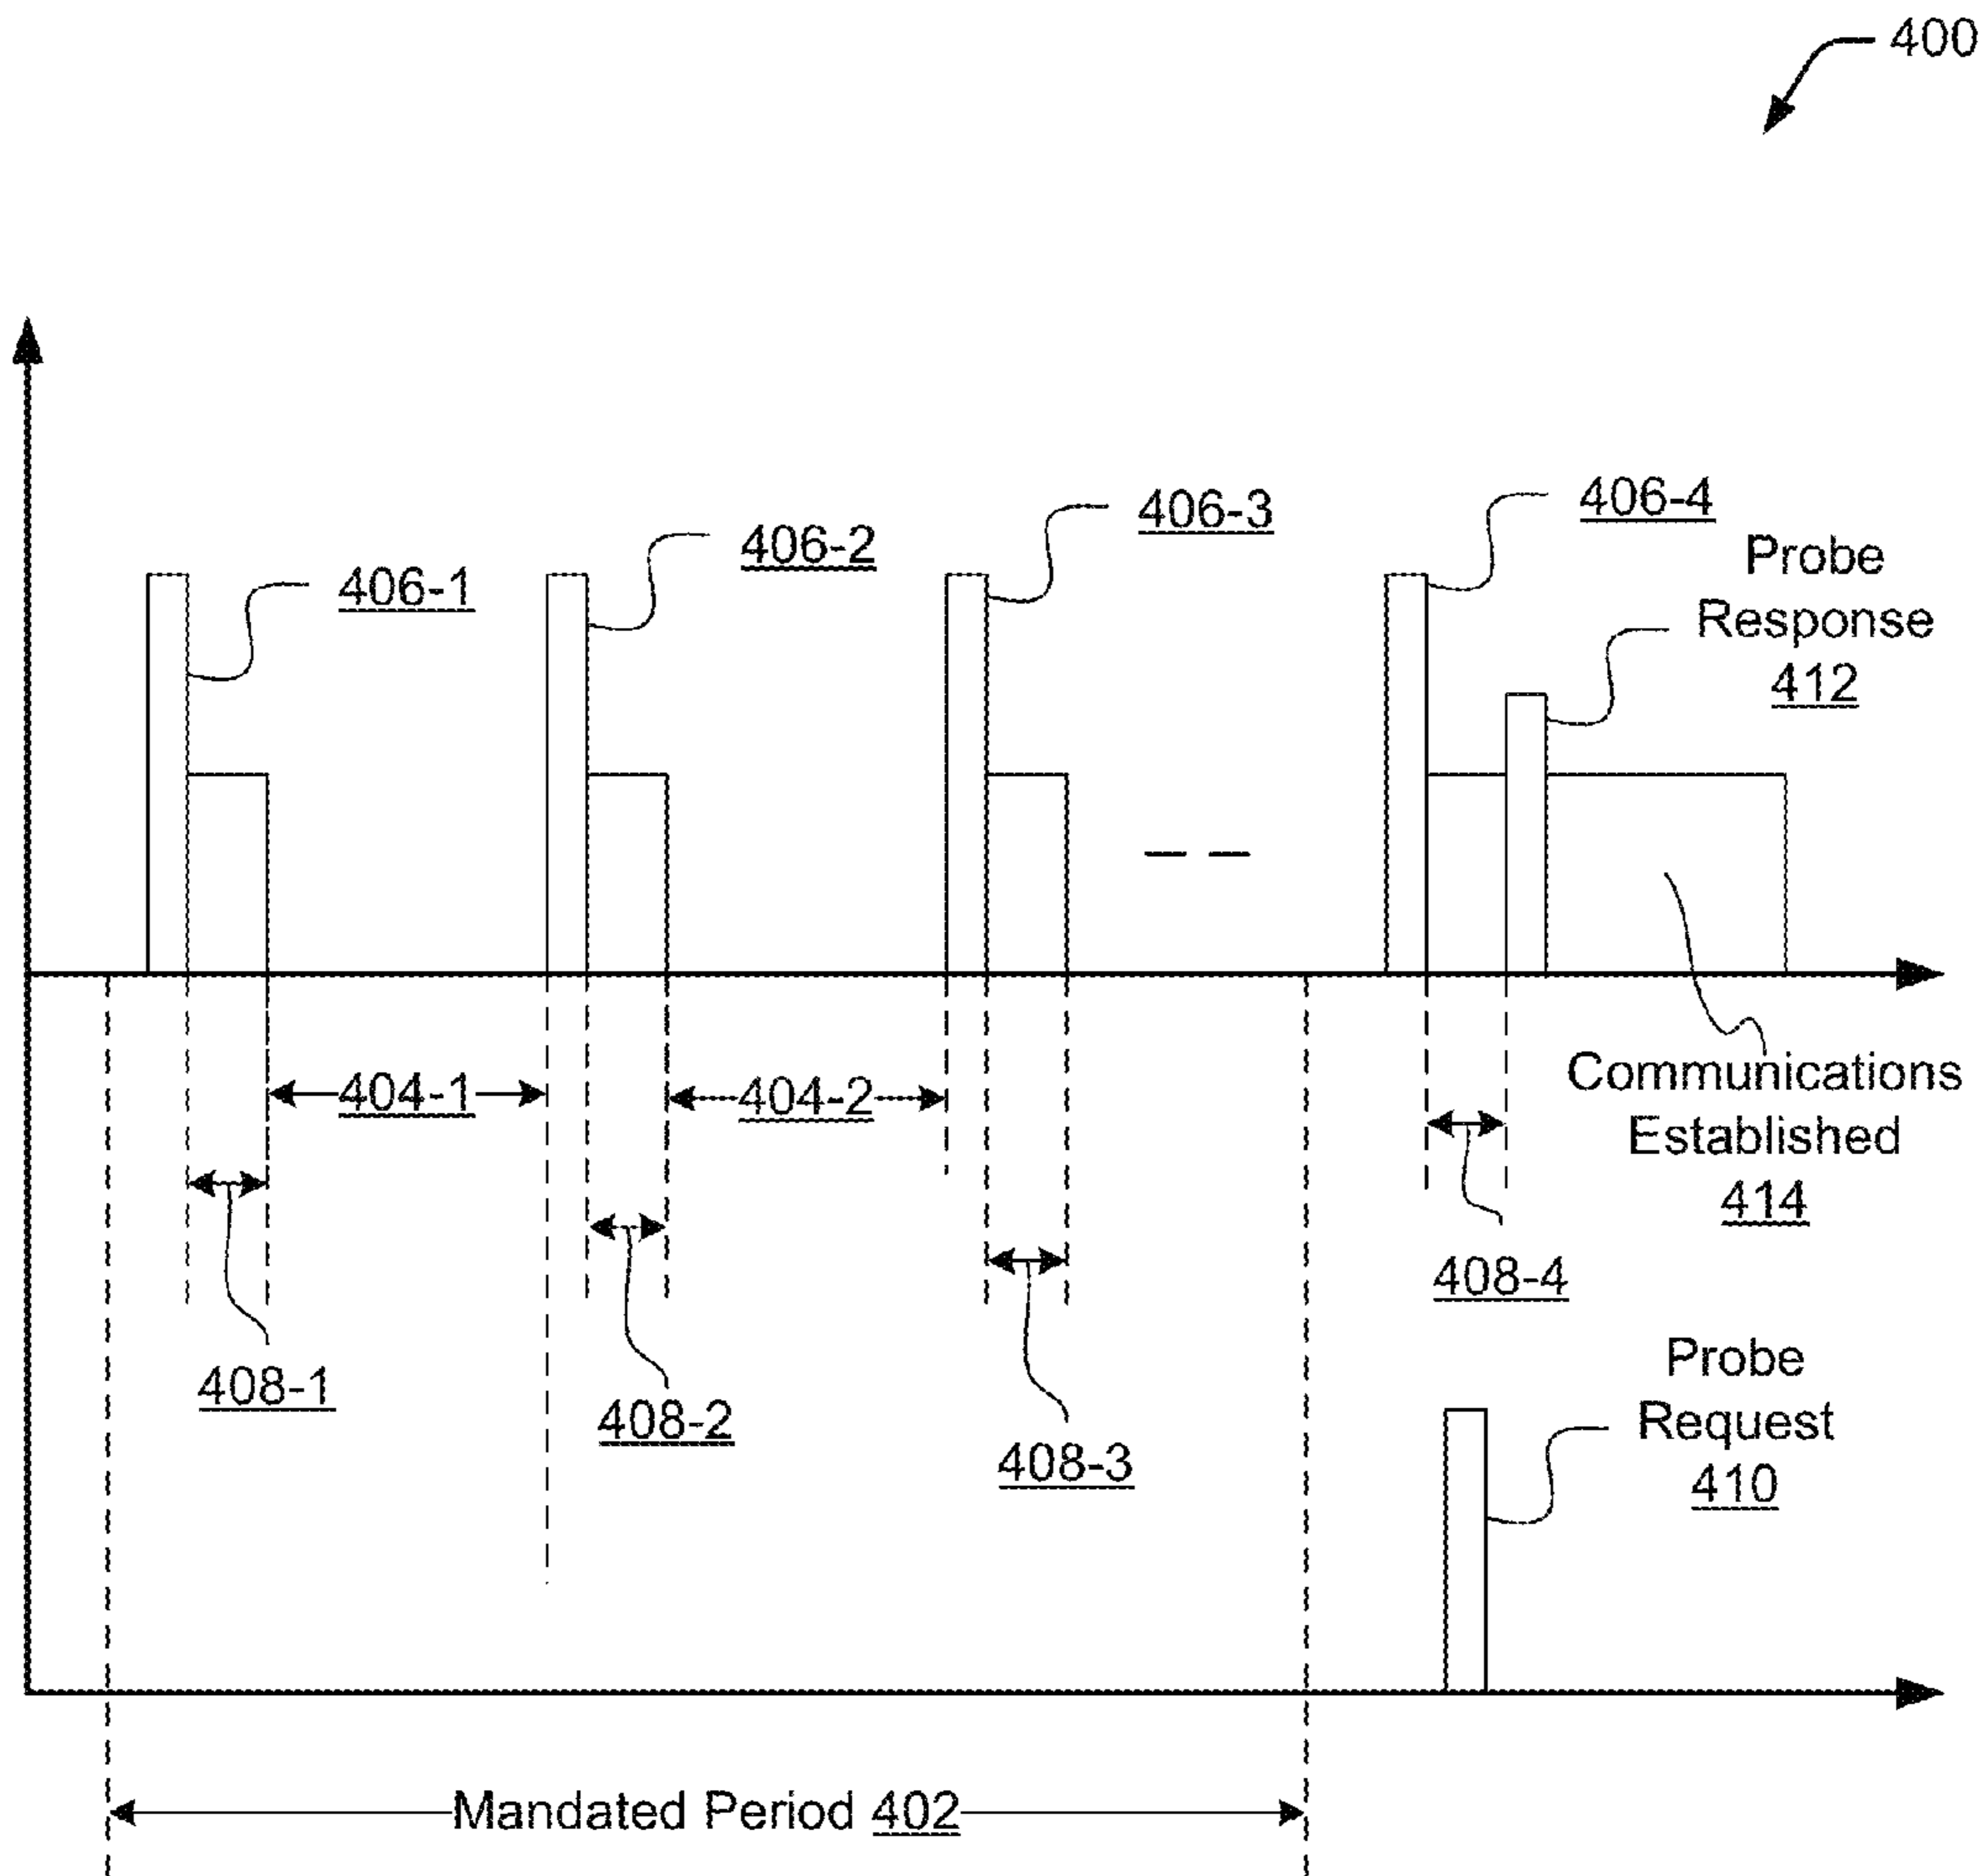 400
406-1
406-2
406-3
406-4
Probe
Response
412
404-1
404-2
Communications
Established
414
408-1
408-2
408-3
408-4
Probe
Request
410
Mandated Period 402